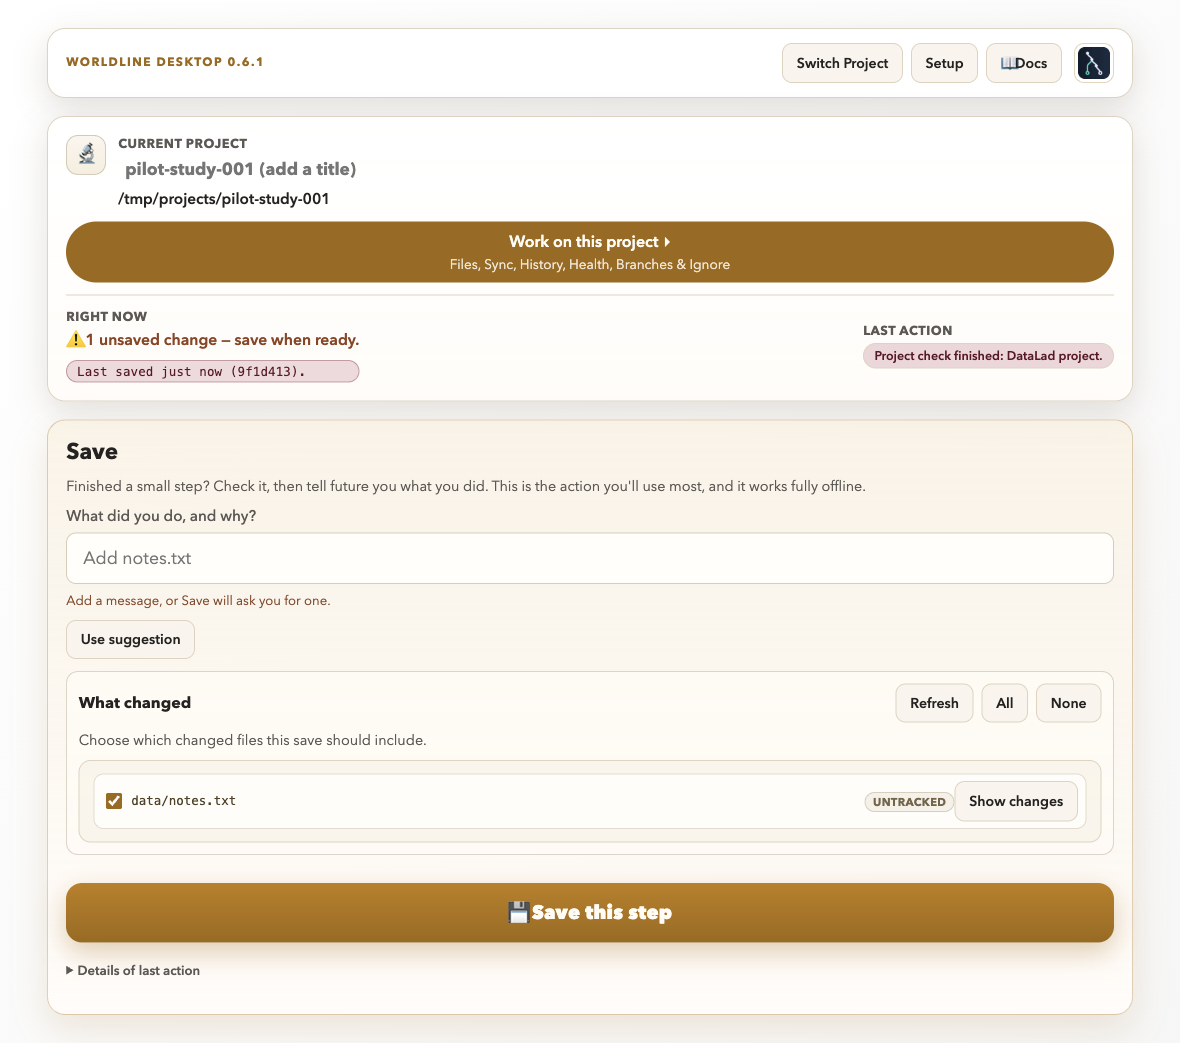 WORLDLINE DESKTOP 0.6.1
Switch Project
Setup
Docs
CURRENT PROJECT
pilot-study-001 (add a title)
/tmp/projects/pilot-study-001
Work on this project
Files, Sync, History, Health, Branches & Ignore
RIGHT NOW
1 unsaved change — save when ready.
Last saved just now (9f1d413).
LAST ACTION
Project check finished: DataLad project.
Save
Finished a small step? Check it, then tell future you what you did. This is the action you'll use most, and it works fully offline.
What did you do, and why?
Add notes.txt
Add a message, or Save will ask you for one.
Use suggestion
What changed
Refresh
All
None
Choose which changed files this save should include.
data/notes.txt
UNTRACKED
Show changes
Save this step
Details of last action